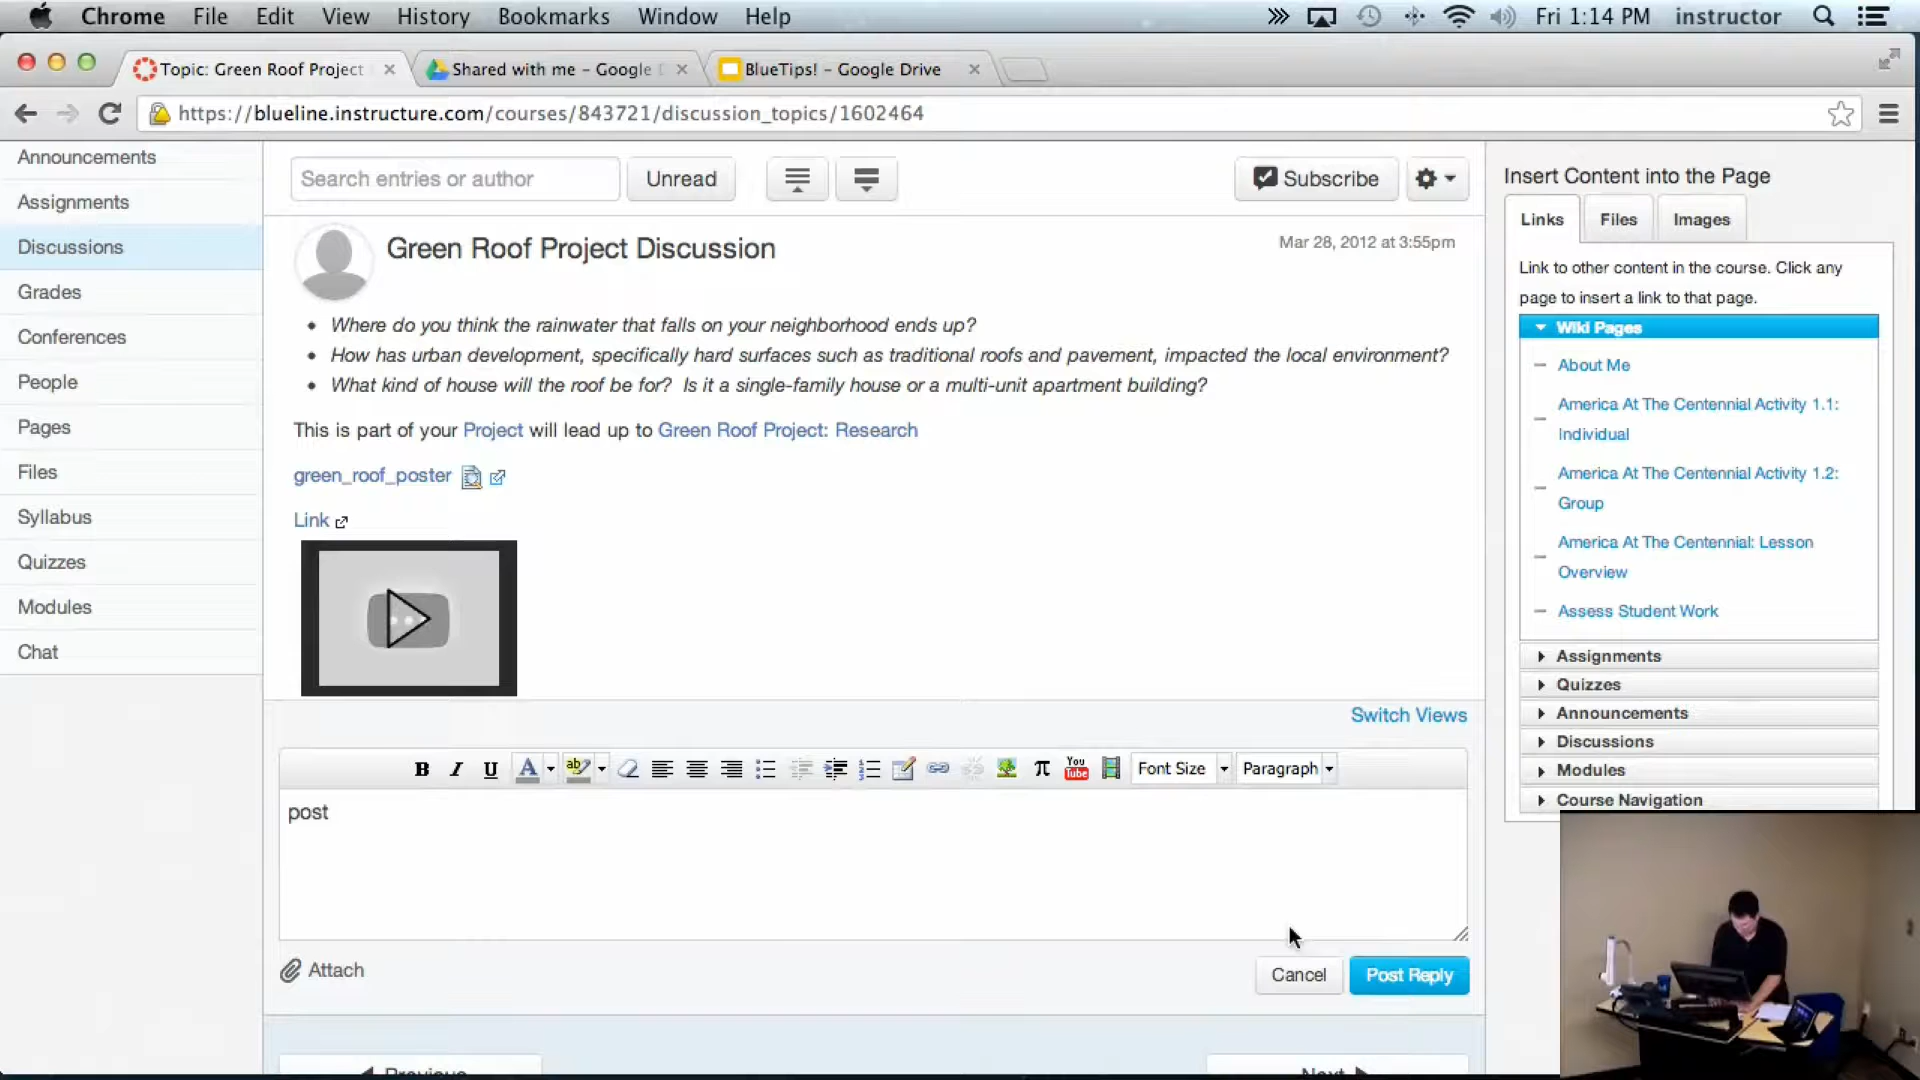 Chrome File Edit View History Bookmarks Window Help Fri 1:14 PM instructor
Topic: Green Roof Project Shared with me – Google D BlueTips! – Google Drive
https://blueline.instructure.com/courses/843721/discussion_topics/1602464
Announcements
Assignments
Discussions
Grades
Conferences
People
Pages
Files
Syllabus
Quizzes
Modules
Chat
Search entries or author Unread Subscribe
Green Roof Project Discussion
Mar 28, 2012 at 3:55pm
• Where do you think the rainwater that falls on your neighborhood ends up?
• How has urban development, specifically hard surfaces such as traditional roofs and pavement, impacted the local environment?
• What kind of house will the roof be for?  Is it a single-family house or a multi-unit apartment building?
This is part of your Project will lead up to Green Roof Project: Research
green_roof_poster
Link
Switch Views
B I U A ab π You Tube Font Size Paragraph
post
Attach
Cancel Post Reply
Previous Next
Insert Content into the Page
Links Files Images
Link to other content in the course. Click any
page to insert a link to that page.
Wiki Pages
About Me
America At The Centennial Activity 1.1:
Individual
America At The Centennial Activity 1.2:
Group
America At The Centennial: Lesson
Overview
Assess Student Work
Assignments
Quizzes
Announcements
Discussions
Modules
Course Navigation